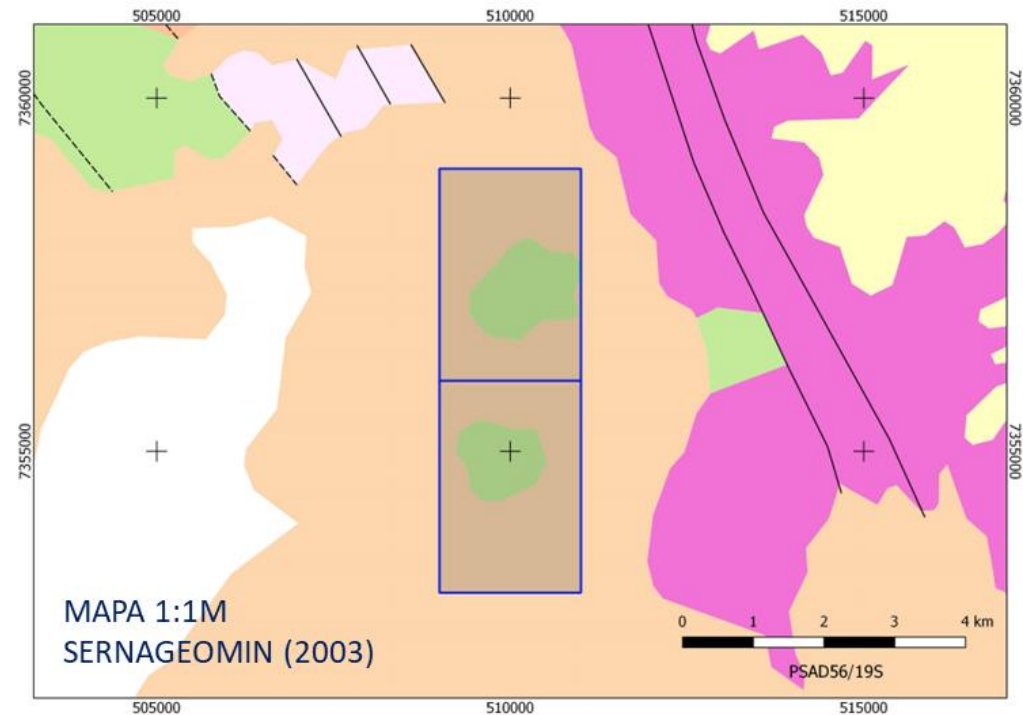 505000 510000 515000
7360000 7360000
7355000 7355000
MAPA 1:1M
SERNAGEOMIN (2003)
0 1 2 3 4 km
PSAD56/19S
505000 510000 515000